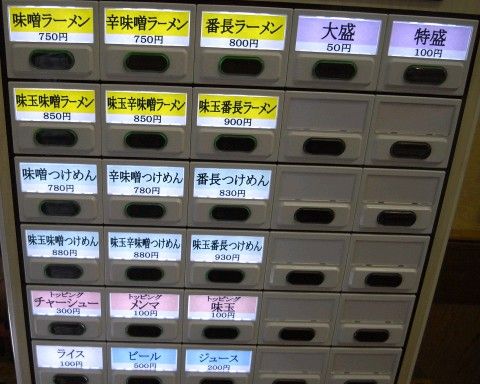 味噌ラーメン
750円
辛味噌ラーメン
750円
番長ラーメン
800円
大盛
50円
特盛
100円
味玉味噌ラーメン
850円
味玉辛味噌ラーメン
850円
味玉番長ラーメン
900円
味噌つけめん
780円
辛味噌つけめん
780円
番長つけめん
830円
味玉味噌つけめん
880円
味玉辛味噌つけめん
880円
味玉番長つけめん
930円
トッピング
チャーシュー
300円
トッピング
メンマ
100円
トッピング
味玉
100円
ライス
100円
ビール
500円
ジュース
200円